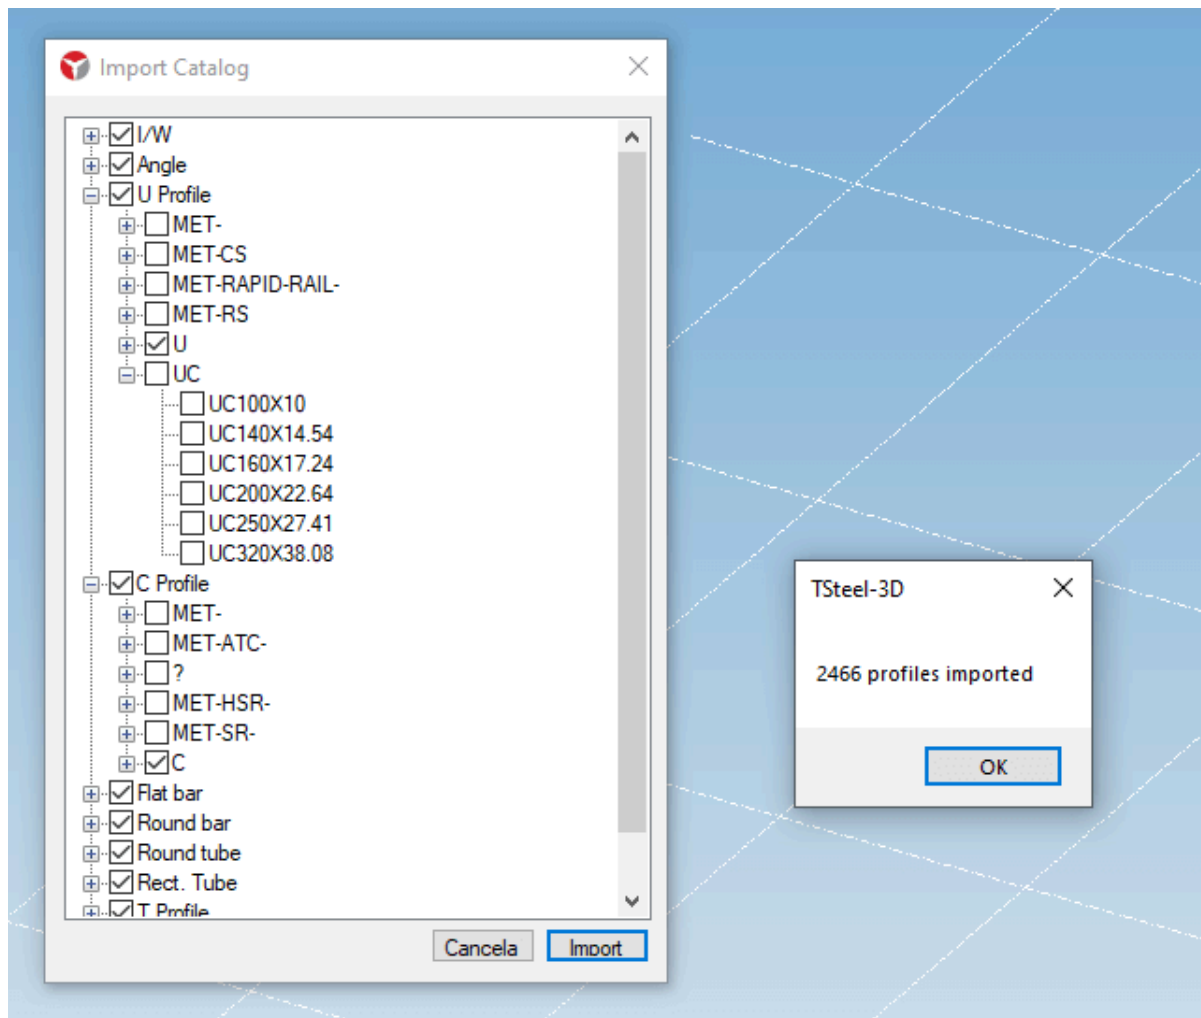 Import Catalog
I/W
Angle
U Profile
MET-
MET-CS
MET-RAPID-RAIL-
MET-RS
U
UC
UC100X10
UC140X14.54
UC160X17.24
UC200X22.64
UC250X27.41
UC320X38.08
C Profile
MET-
MET-ATC-
?
MET-HSR-
MET-SR-
C
Flat bar
Round bar
Round tube
Rect. Tube
T Profile
Cancela
Import
TSteel-3D
2466 profiles imported
OK